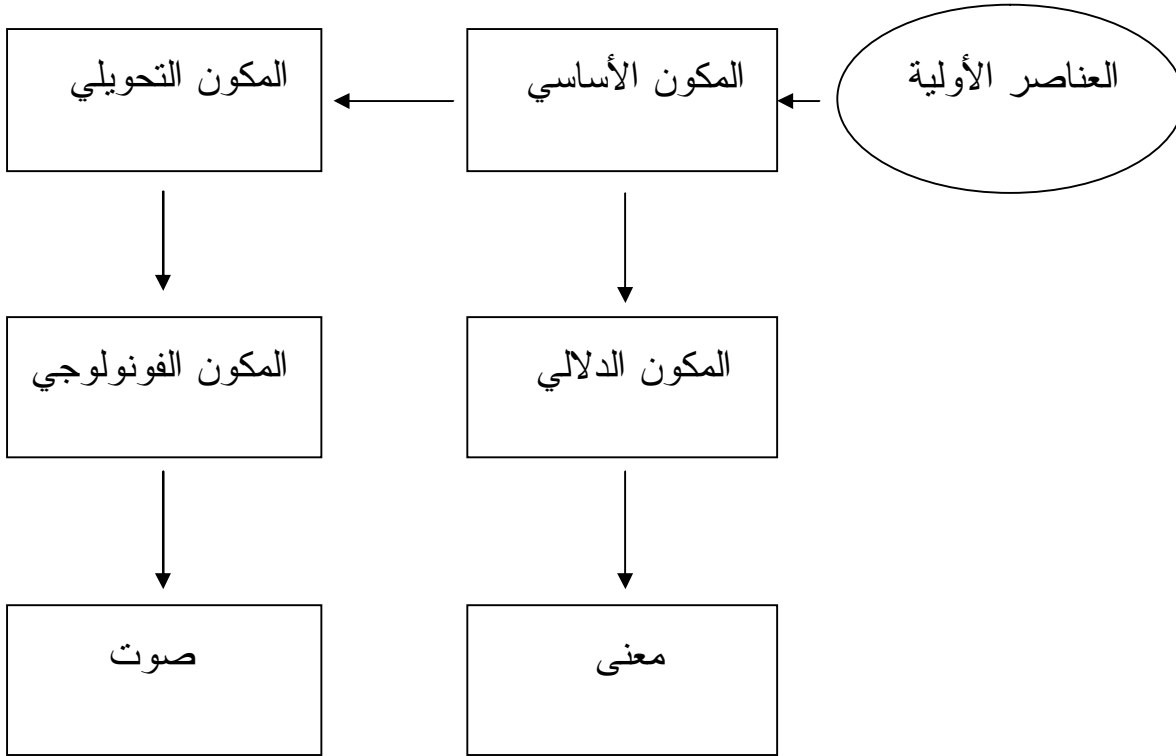 العناصر الأولية
المكون الأساسي
المكون التحويلي
المكون الدلالي
المكون الفونولوجي
معنى
صوت